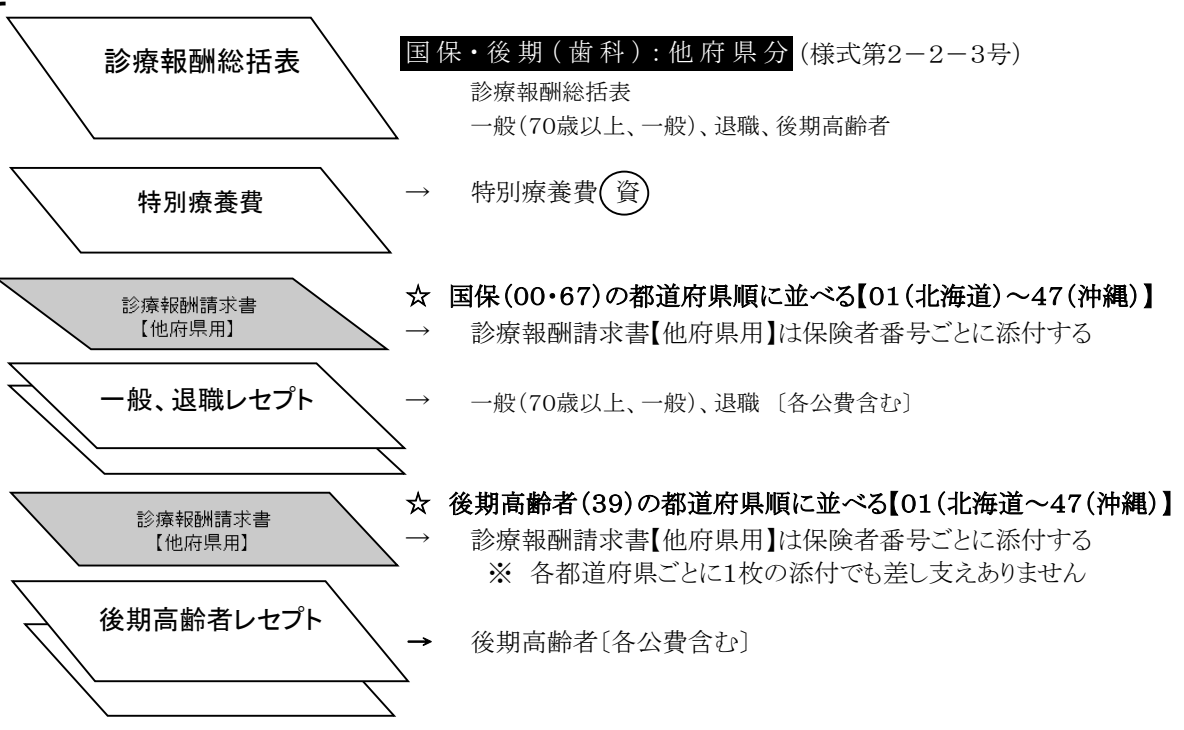 診療報酬総括表
国保・後期(歯科):他府県分 (様式第2-2-3号)
診療報酬総括表
一般(70歳以上、一般)、退職、後期高齢者
特別療養費
→ 特別療養費 資
診療報酬請求書
【他府県用】
☆ 国保(00・67)の都道府県順に並べる【01(北海道)～47(沖縄)】
→ 診療報酬請求書【他府県用】は保険者番号ごとに添付する
一般、退職レセプト
→ 一般(70歳以上、一般)、退職 〔各公費含む〕
診療報酬請求書
【他府県用】
☆ 後期高齢者(39)の都道府県順に並べる【01(北海道～47(沖縄)】
→ 診療報酬請求書【他府県用】は保険者番号ごとに添付する
※ 各都道府県ごとに1枚の添付でも差し支えありません
後期高齢者レセプト
→ 後期高齢者〔各公費含む〕